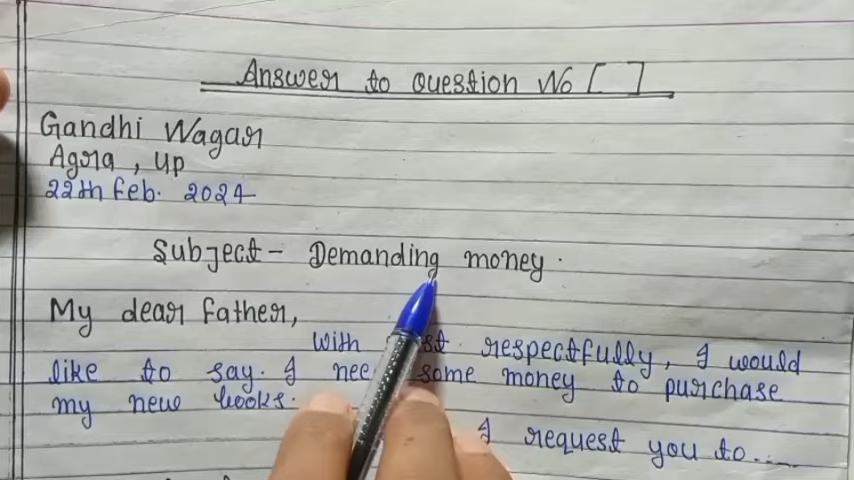 Answer to question No [ ]
Gandhi Nagar
Agra , up
22th feb. 2024
Subject - Demanding money.
My dear father,
With respectfully, I would
like to say. I some money to purchase
my new books.
I request you to.....